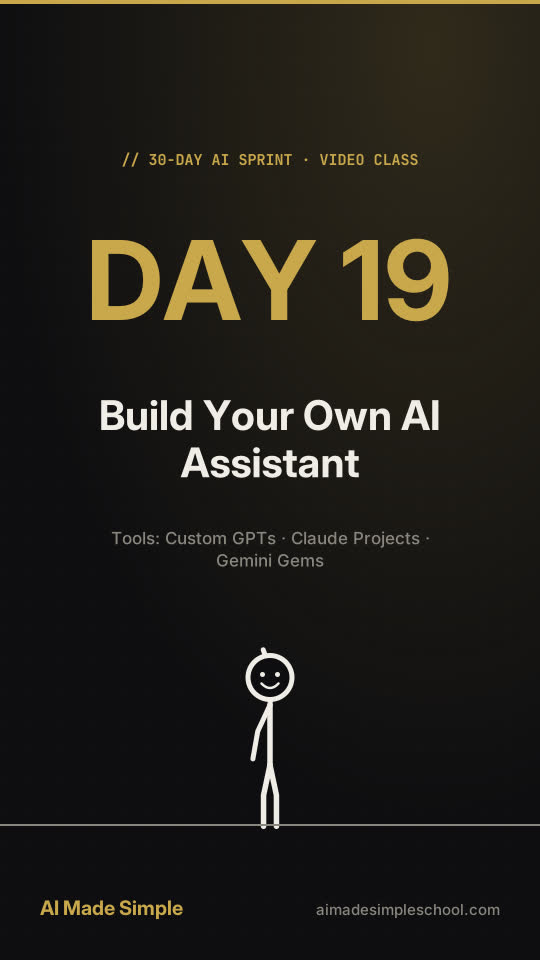 // 30-DAY AI SPRINT · VIDEO CLASS
DAY 19
Build Your Own AI
Assistant
Tools: Custom GPTs · Claude Projects ·
Gemini Gems
AI Made Simple
aimadesimpleschool.com